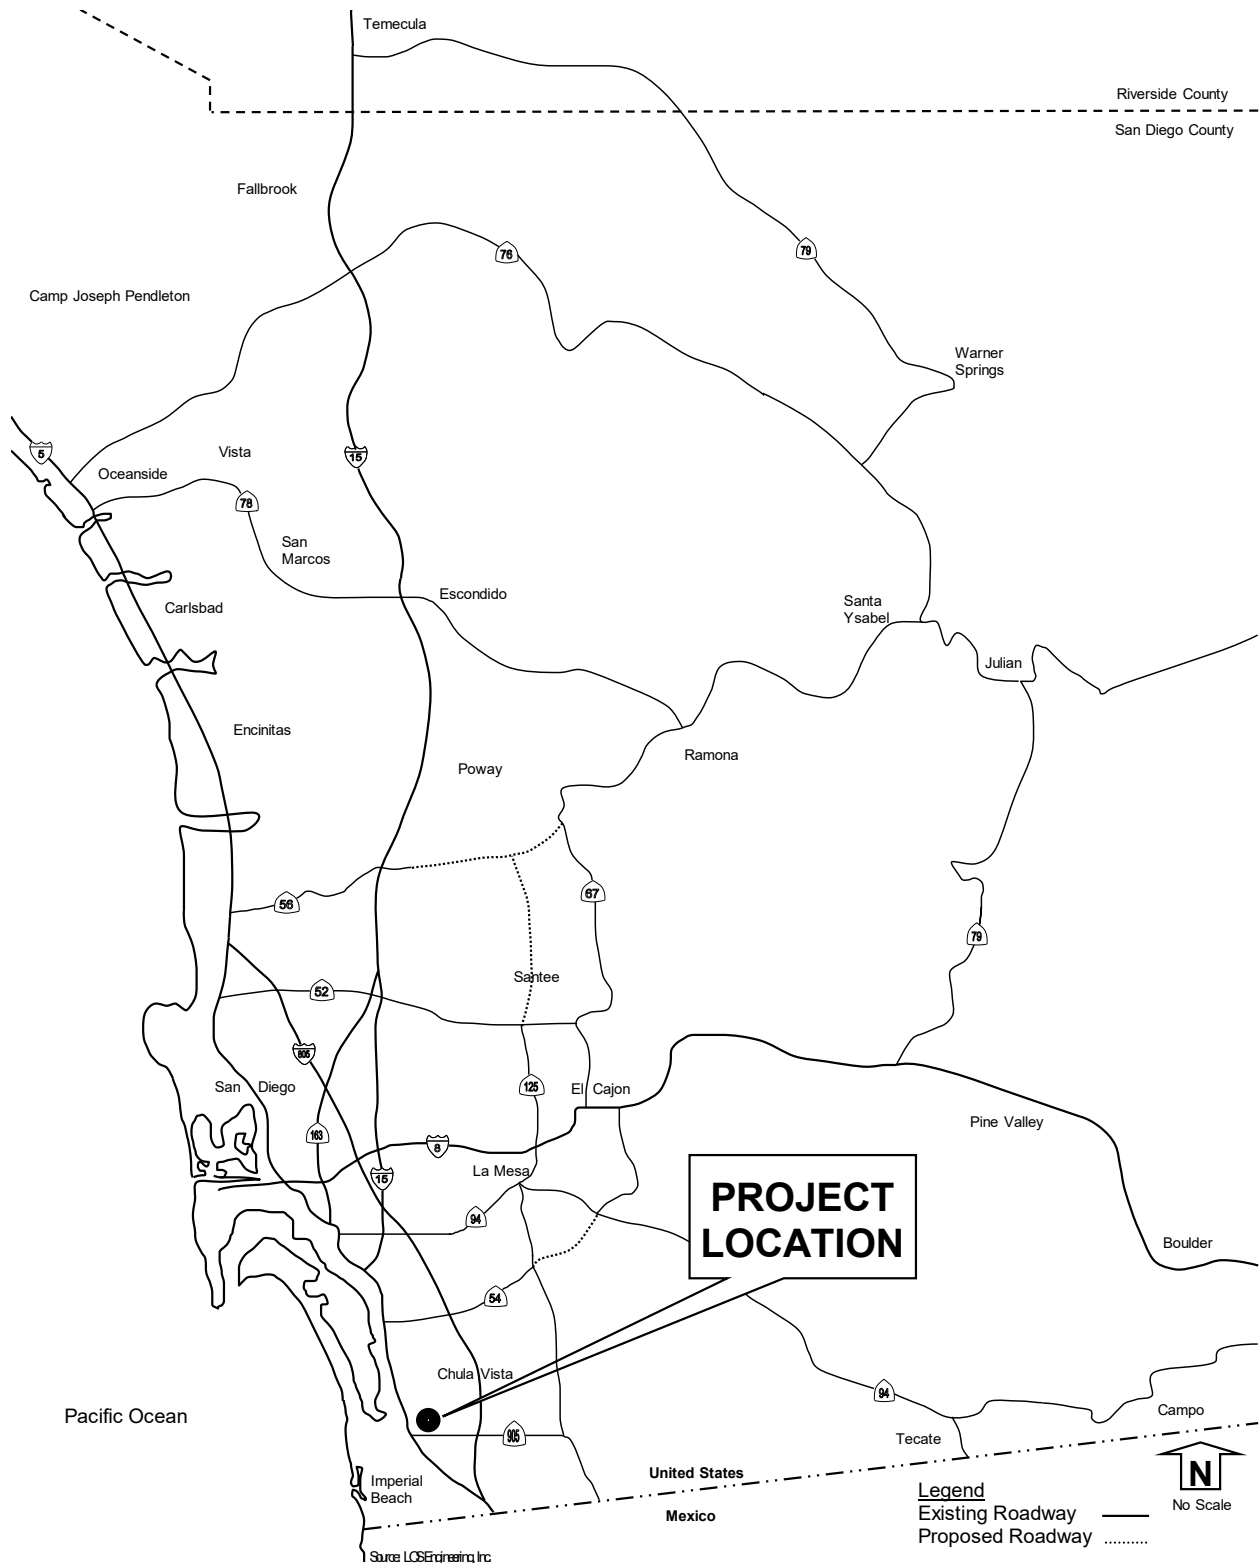 Temecula
Riverside County
San Diego County
Fallbrook
76
79
Camp Joseph Pendleton
Warner
Springs
5
Vista
15
Oceanside
78
San
Marcos
Escondido
Carlsbad
Santa
Ysabel
Julian
Encinitas
Ramona
Poway
67
56
79
Santee
52
805
San Diego
125
El Cajon
Pine Valley
163
8
La Mesa
15
PROJECT
LOCATION
94
Boulder
54
Chula Vista
94
Pacific Ocean
Campo
905
Tecate
United States
Imperial
Beach
Mexico
N
No Scale
Legend
Existing Roadway
Proposed Roadway
Source: LOS Engineering, Inc.